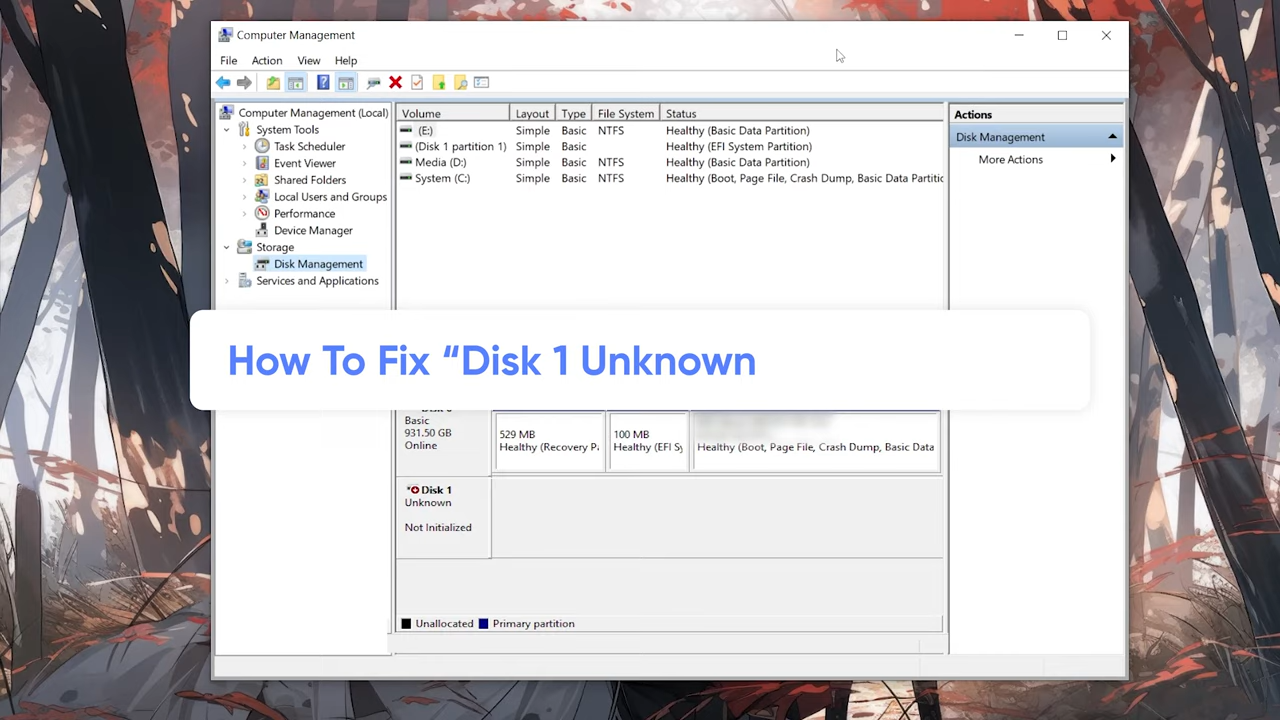 Computer Management
File Action View Help
Computer Management (Local)
System Tools
Task Scheduler
Event Viewer
Shared Folders
Local Users and Groups
Performance
Device Manager
Storage
Disk Management
Services and Applications
Volume Layout Type File System Status
(E:) Simple Basic NTFS Healthy (Basic Data Partition)
(Disk 1 partition 1) Simple Basic Healthy (EFI System Partition)
Media (D:) Simple Basic NTFS Healthy (Basic Data Partition)
System (C:) Simple Basic NTFS Healthy (Boot, Page File, Crash Dump, Basic Data Partitic
Actions
Disk Management
More Actions
How To Fix “Disk 1 Unknown
Basic
931.50 GB
Online
529 MB
Healthy (Recovery P
100 MB
Healthy (EFI Sy
Healthy (Boot, Page File, Crash Dump, Basic Data
Disk 1
Unknown
Not Initialized
Unallocated Primary partition